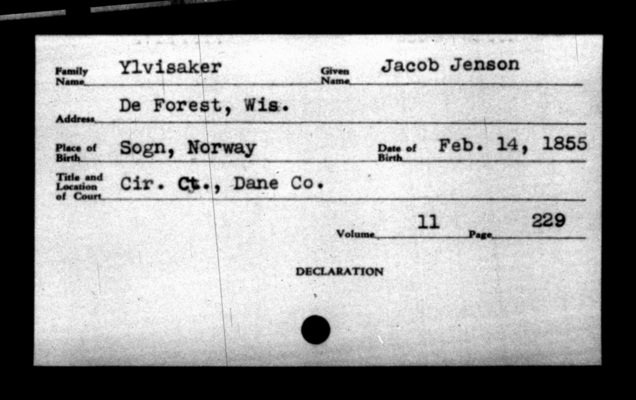 Family Name Ylvisaker Given Name Jacob Jenson
Address De Forest, Wis.
Place of Birth Sogn, Norway Date of Birth Feb. 14, 1855
Title and Location of Court Cir. Ct., Dane Co.
Volume 11 Page 229
DECLARATION